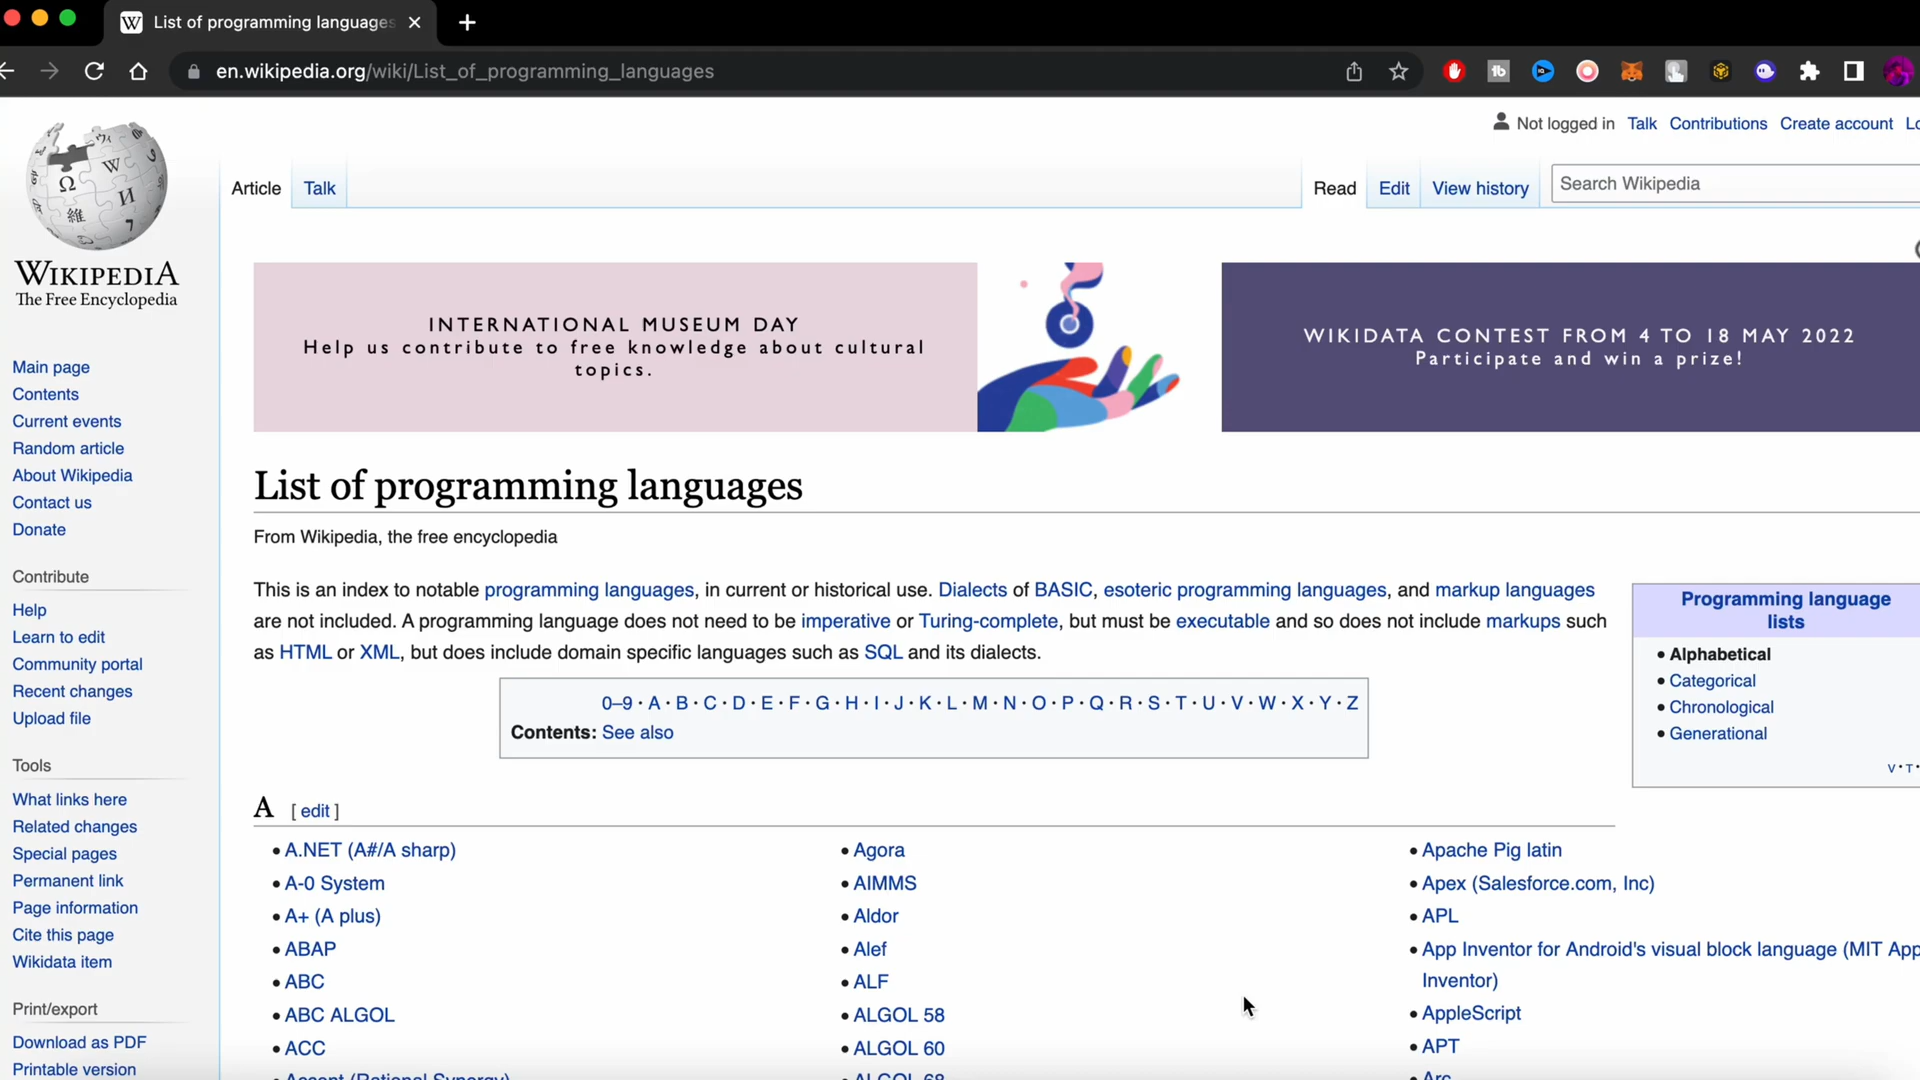 List of programming languages
en.wikipedia.org/wiki/List_of_programming_languages
Not logged in Talk Contributions Create account
Article Talk Read Edit View history Search Wikipedia
WIKIPEDIA
The Free Encyclopedia
Main page
Contents
Current events
Random article
About Wikipedia
Contact us
Donate
Contribute
Help
Learn to edit
Community portal
Recent changes
Upload file
Tools
What links here
Related changes
Special pages
Permanent link
Page information
Cite this page
Wikidata item
Print/export
Download as PDF
Printable version
INTERNATIONAL MUSEUM DAY
Help us contribute to free knowledge about cultural
topics.
WIKIDATA CONTEST FROM 4 TO 18 MAY 2022
Participate and win a prize!
List of programming languages
From Wikipedia, the free encyclopedia
This is an index to notable programming languages, in current or historical use. Dialects of BASIC, esoteric programming languages, and markup languages
are not included. A programming language does not need to be imperative or Turing-complete, but must be executable and so does not include markups such
as HTML or XML, but does include domain specific languages such as SQL and its dialects.
0–9 · A · B · C · D · E · F · G · H · I · J · K · L · M · N · O · P · Q · R · S · T · U · V · W · X · Y · Z
Contents: See also
Programming language
lists
• Alphabetical
• Categorical
• Chronological
• Generational
V · T ·
A [ edit ]
• A.NET (A#/A sharp)
• A-0 System
• A+ (A plus)
• ABAP
• ABC
• ABC ALGOL
• ACC
Accent (Rational Synergy)
• Agora
• AIMMS
• Aldor
• Alef
• ALF
• ALGOL 58
• ALGOL 60
ALGOL 68
• Apache Pig latin
• Apex (Salesforce.com, Inc)
• APL
• App Inventor for Android's visual block language (MIT App
Inventor)
• AppleScript
• APT
Arc